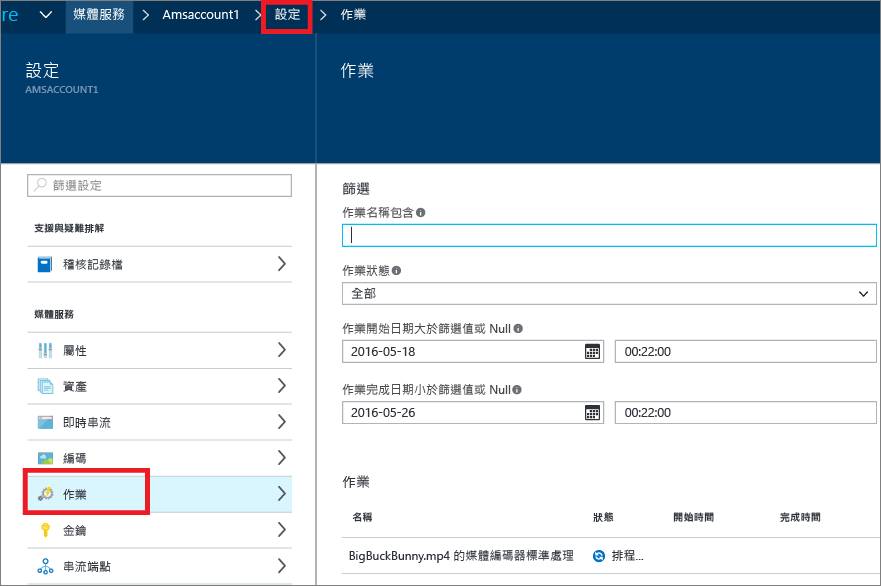 re 媒體服務 Amsaccount1 設定 作業
設定
AMSACCOUNT1
作業
篩選設定
支援與疑難排解
稽核記錄檔
媒體服務
屬性
資產
即時串流
編碼
作業
金鑰
串流端點
篩選
作業名稱包含
作業狀態
全部
作業開始日期大於篩選值或 Null
2016-05-18 00:22:00
作業完成日期小於篩選值或 Null
2016-05-26 00:22:00
作業
名稱 狀態 開始時間 完成時間
BigBuckBunny.mp4 的媒體編碼器標準處理 排程...